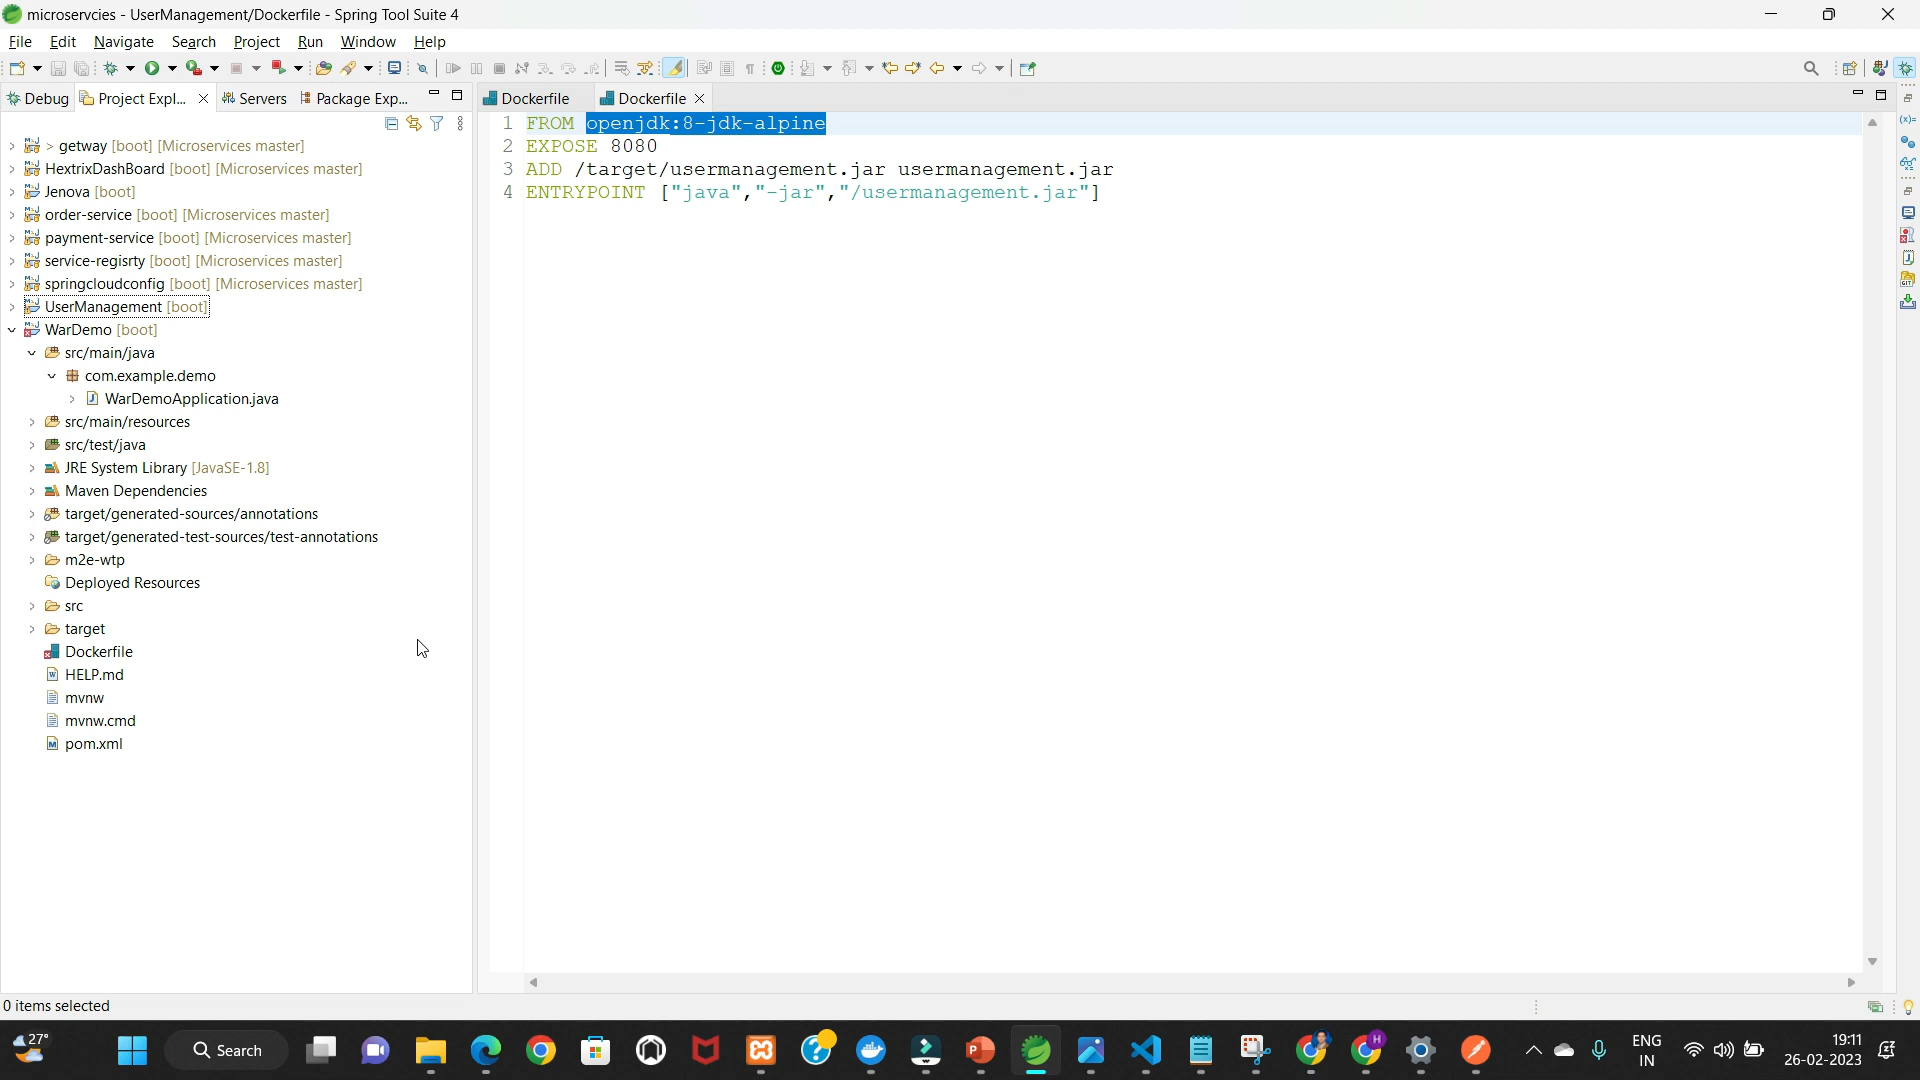 microservcies - UserManagement/Dockerfile - Spring Tool Suite 4
File Edit Navigate Search Project Run Window Help
Debug Project Expl... Servers Package Exp...
> getway [boot] [Microservices master]
HextrixDashBoard [boot] [Microservices master]
Jenova [boot]
order-service [boot] [Microservices master]
payment-service [boot] [Microservices master]
service-regisrty [boot] [Microservices master]
springcloudconfig [boot] [Microservices master]
UserManagement [boot]
WarDemo [boot]
src/main/java
com.example.demo
WarDemoApplication.java
src/main/resources
src/test/java
JRE System Library [JavaSE-1.8]
Maven Dependencies
target/generated-sources/annotations
target/generated-test-sources/test-annotations
m2e-wtp
Deployed Resources
src
target
Dockerfile
HELP.md
mvnw
mvnw.cmd
pom.xml
Dockerfile Dockerfile
1 FROM openjdk:8-jdk-alpine
2 EXPOSE 8080
3 ADD /target/usermanagement.jar usermanagement.jar
4 ENTRYPOINT ["java","-jar","/usermanagement.jar"]
0 items selected
27°
Search
ENG
IN
19:11
26-02-2023